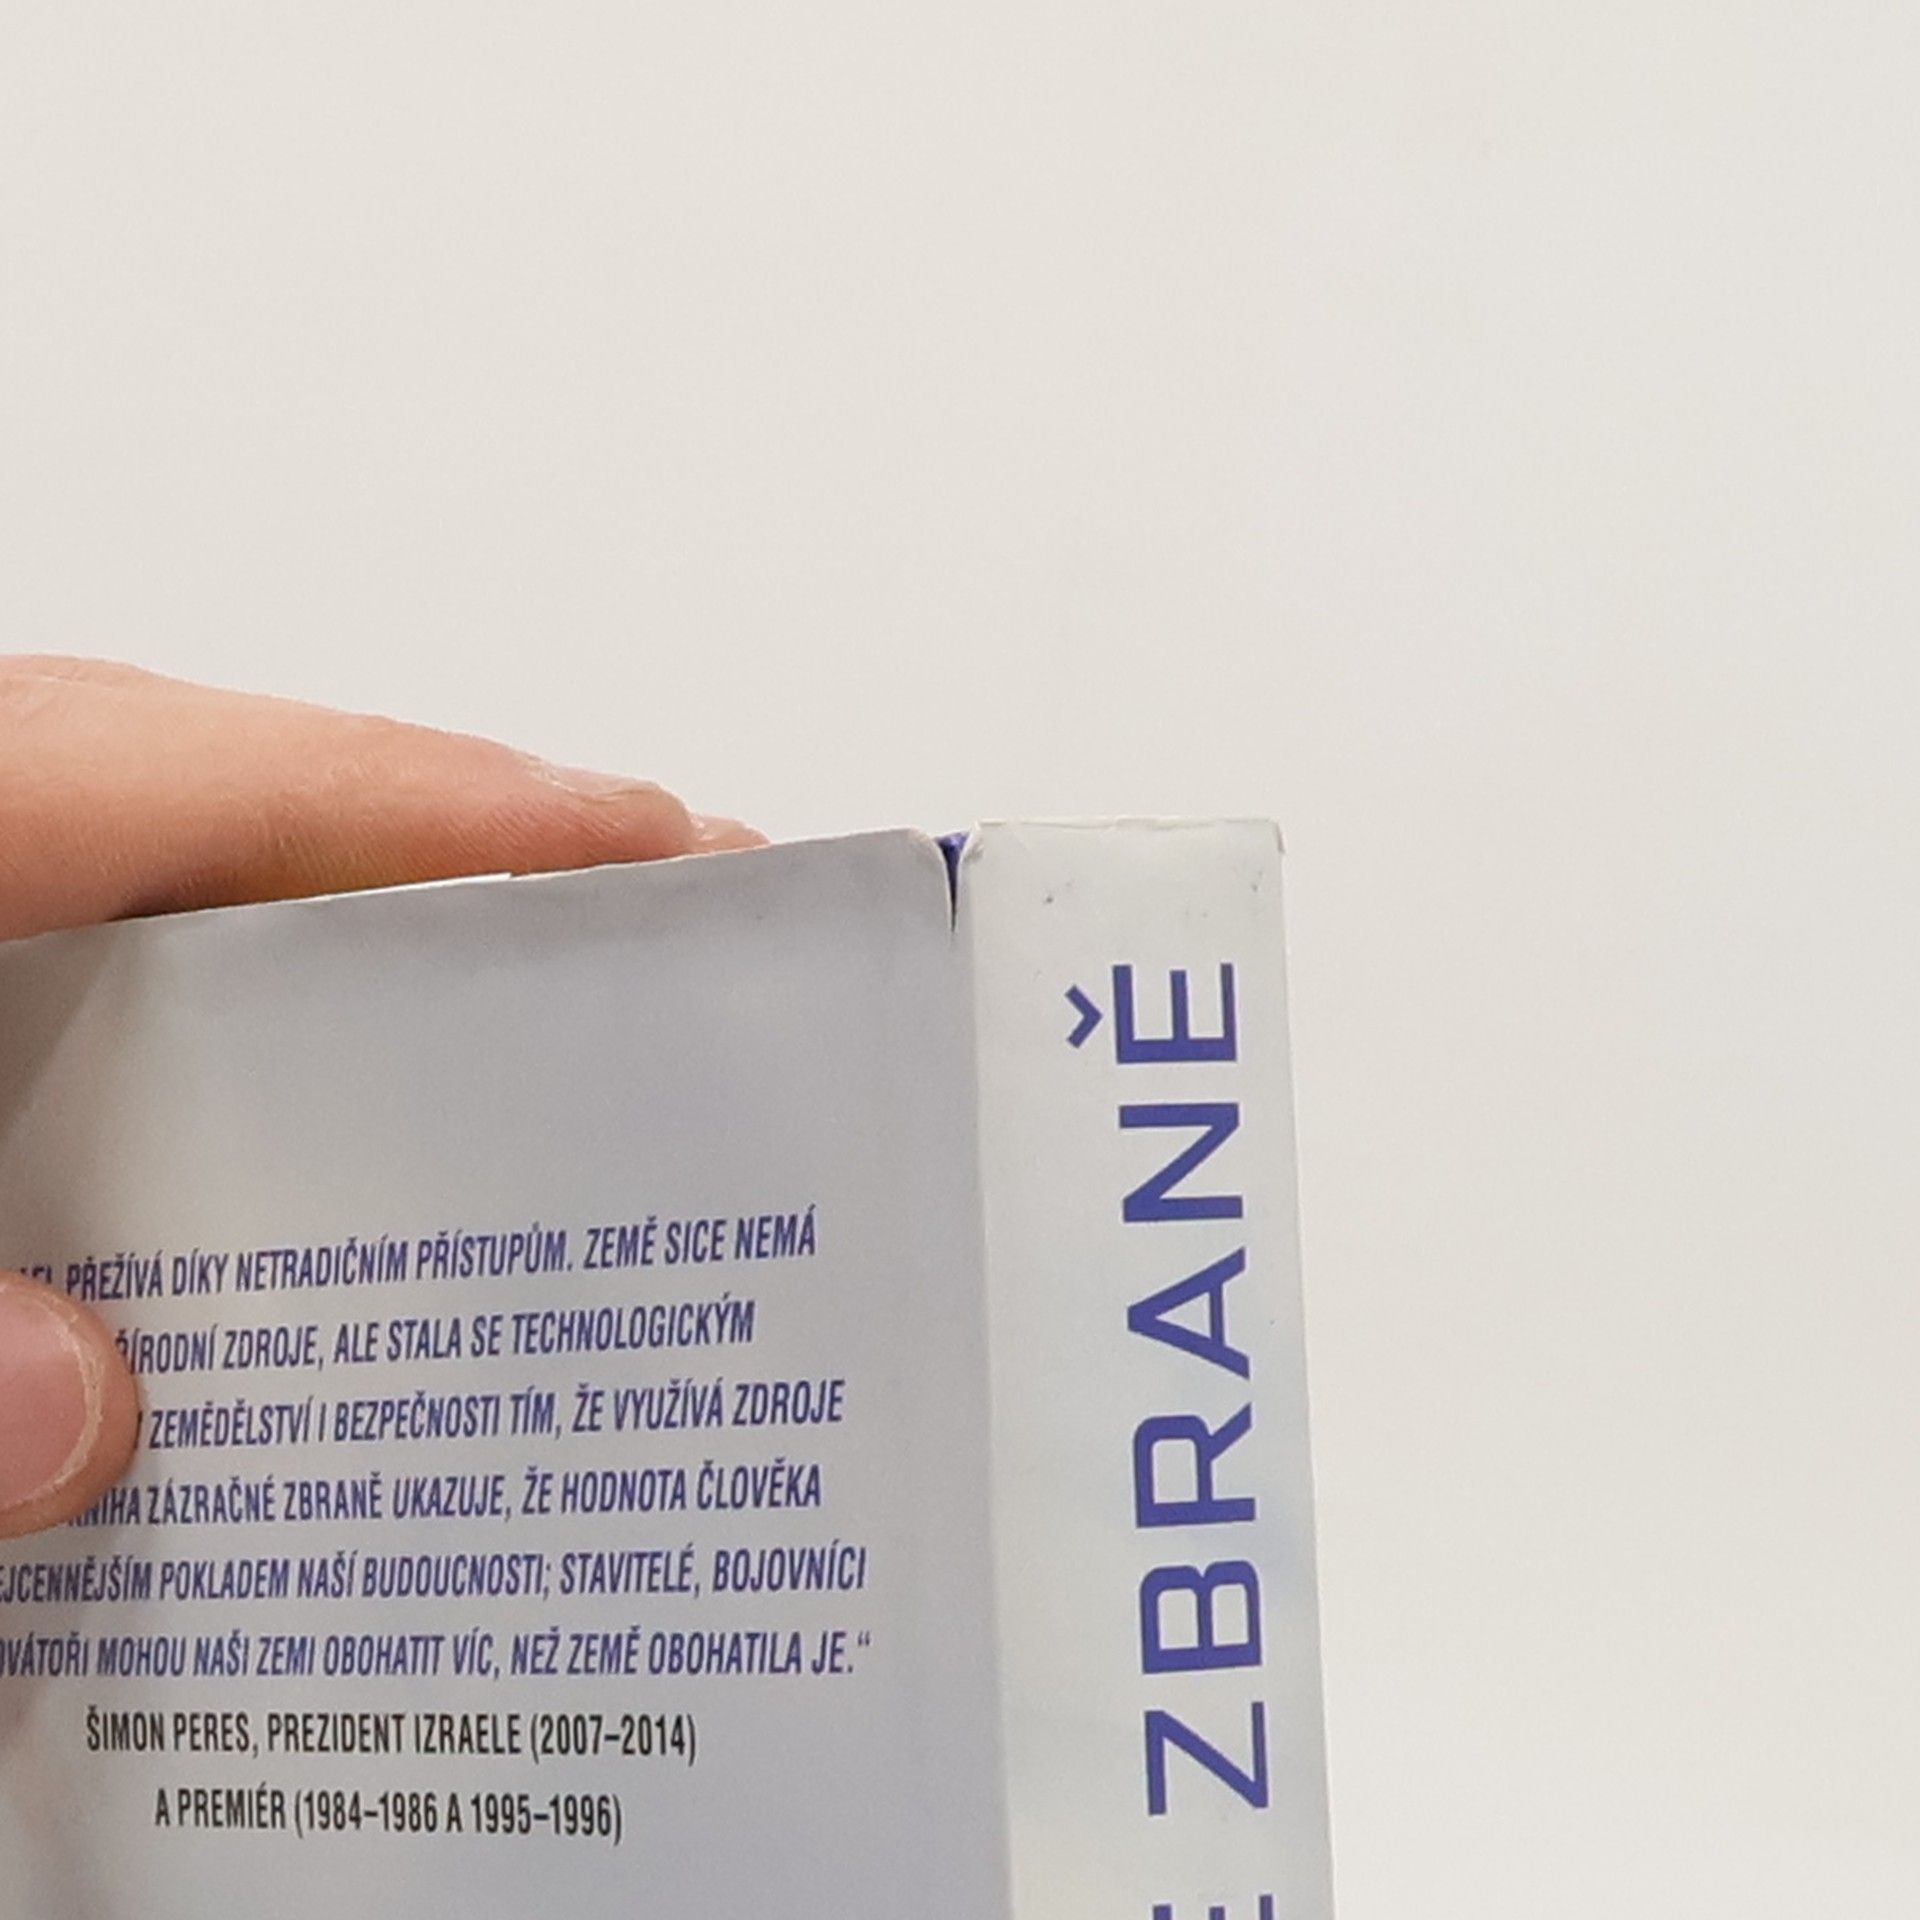 PŘEŽÍVÁ DÍKY NETRADIČNÍM PŘÍSTUPŮM. ZEMĚ SICE NEMÁ
ZDROJE, ALE STALA SE TECHNOLOGICKÝM
ZEMĚDĚLSTVÍ I BEZPEČNOSTI TÍM, ŽE VYUŽÍVÁ ZDROJE
ZÁZRAČNÉ ZBRANĚ UKAZUJE, ŽE HODNOTA ČLOVĚKA
POKLADEM NAŠÍ BUDOUCNOSTI; STAVITELÉ, BOJOVNÍCI
MOHOU NAŠI ZEMI OBOHATIT VÍC, NEŽ ZEMĚ OBOHATILA JE.“
ŠIMON PERES, PREZIDENT IZRAELE (2007–2014)
A PREMIÉR (1984–1986 A 1995–1996)
ZBRANĚ